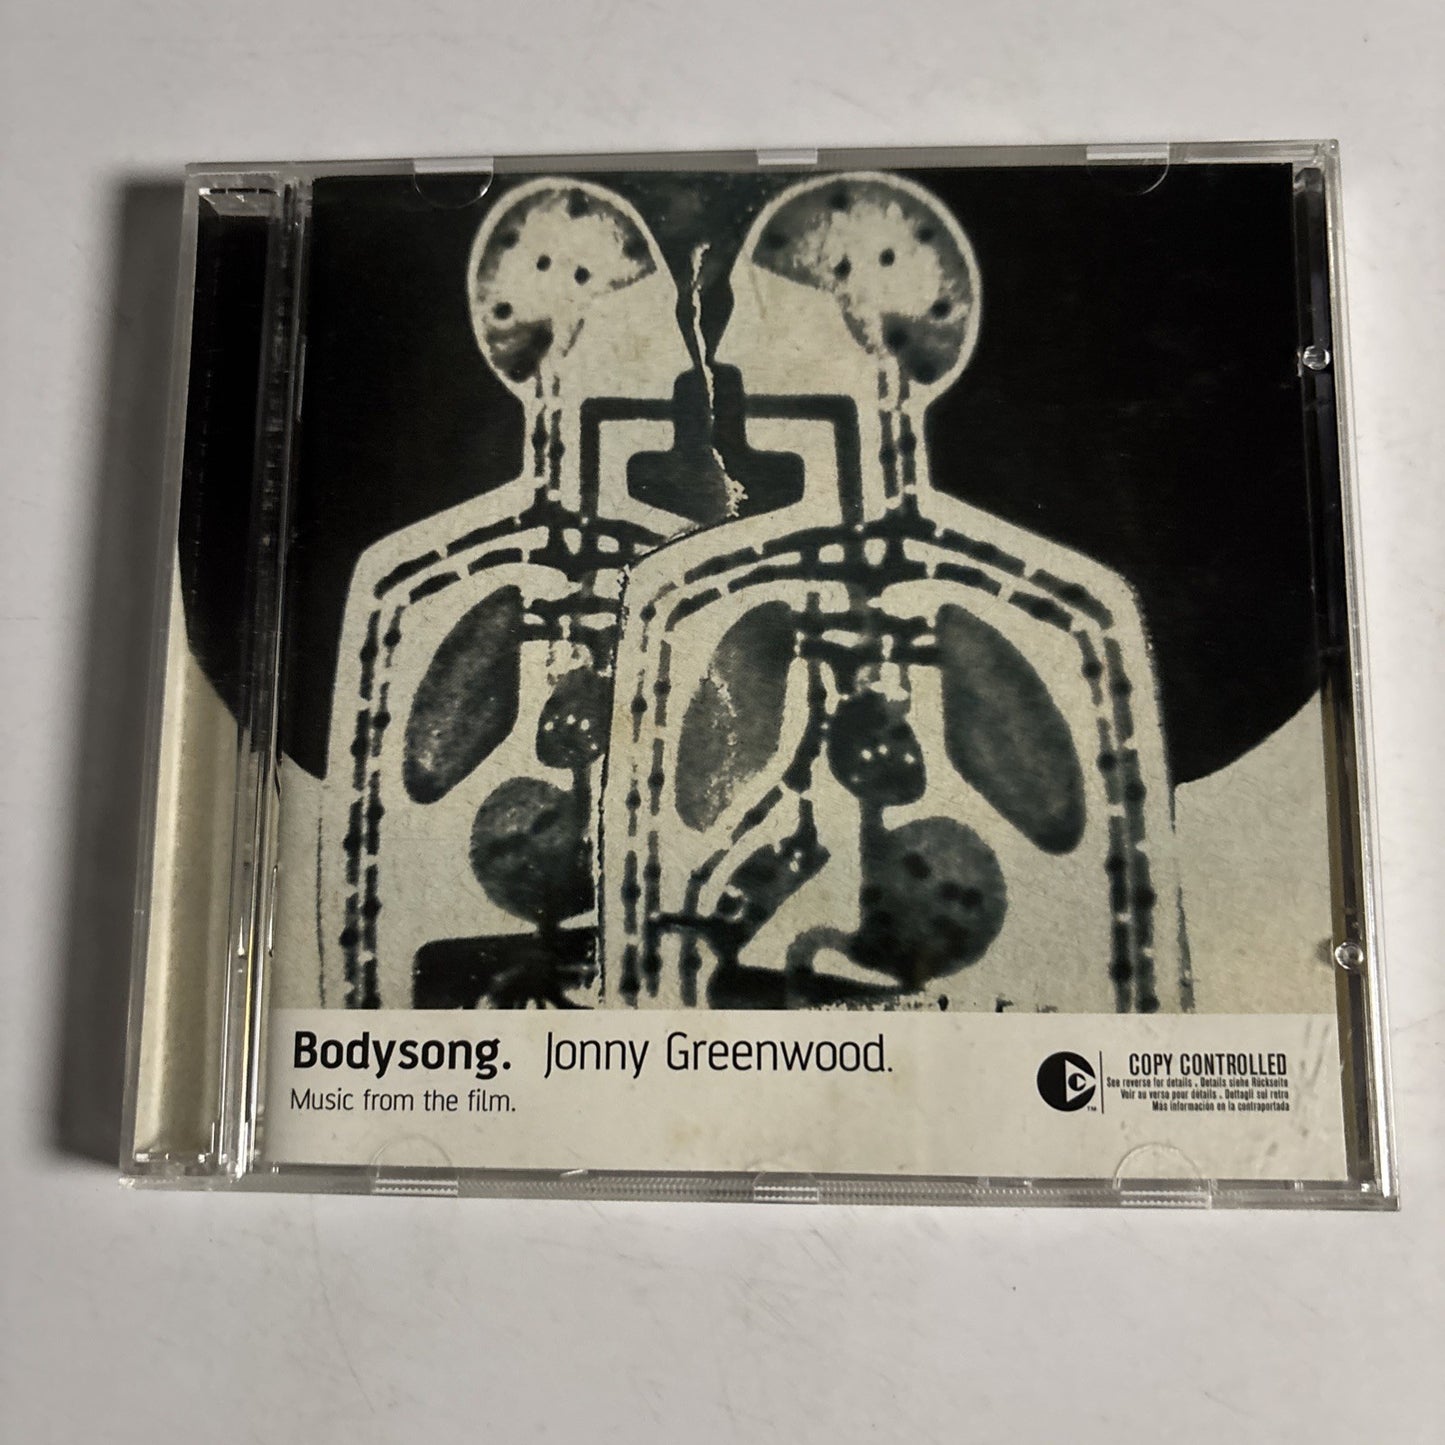 Bodysong. Jonny Greenwood.
Music from the film.
COPY CONTROLLED
See reverse for details . Details siehe Rückseite
Voir au verso pour détails . Dettagli sul retro
Más información en la contraportada
TM